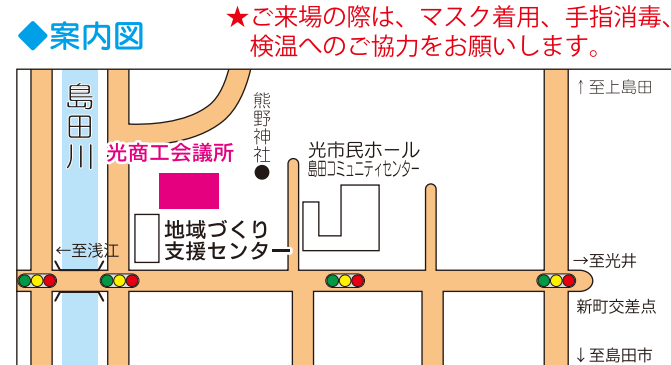 ◆案内図
★ご来場の際は、マスク着用、手指消毒、
検温へのご協力をお願いします。
島田川
熊野神社
↑至上島田
光商工会議所
光市民ホール
島田コミュニティセンター
地域づくり
支援センター
←至浅江
→至光井
新町交差点
↓至島田市